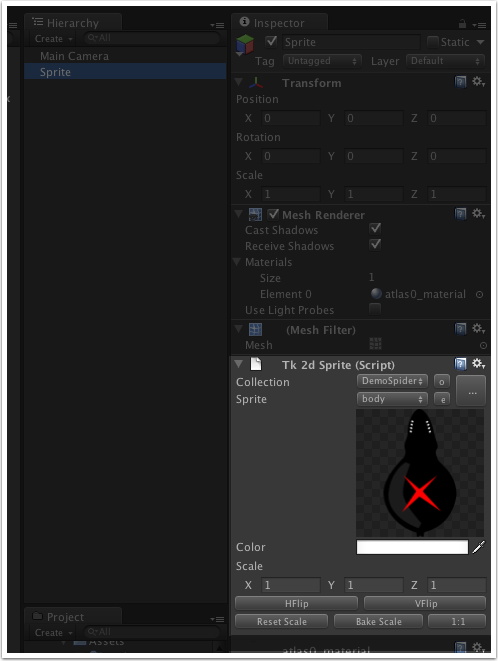 Hierarchy
Create All
Main Camera
Sprite
Project
Create All
Assets
Inspector
Sprite Static
Tag Untagged Layer Default
Transform
Position
X 0 Y 0 Z 0
Rotation
X 0 Y 0 Z 0
Scale
X 1 Y 1 Z 1
Mesh Renderer
Cast Shadows
Receive Shadows
Materials
Size 1
Element 0 atlas0_material
Use Light Probes
(Mesh Filter)
Mesh
Tk 2d Sprite (Script)
Collection DemoSpider o ...
Sprite body e
Color
Scale
X 1 Y 1 Z 1
HFlip VFlip
Reset Scale Bake Scale 1:1
atlas0_material